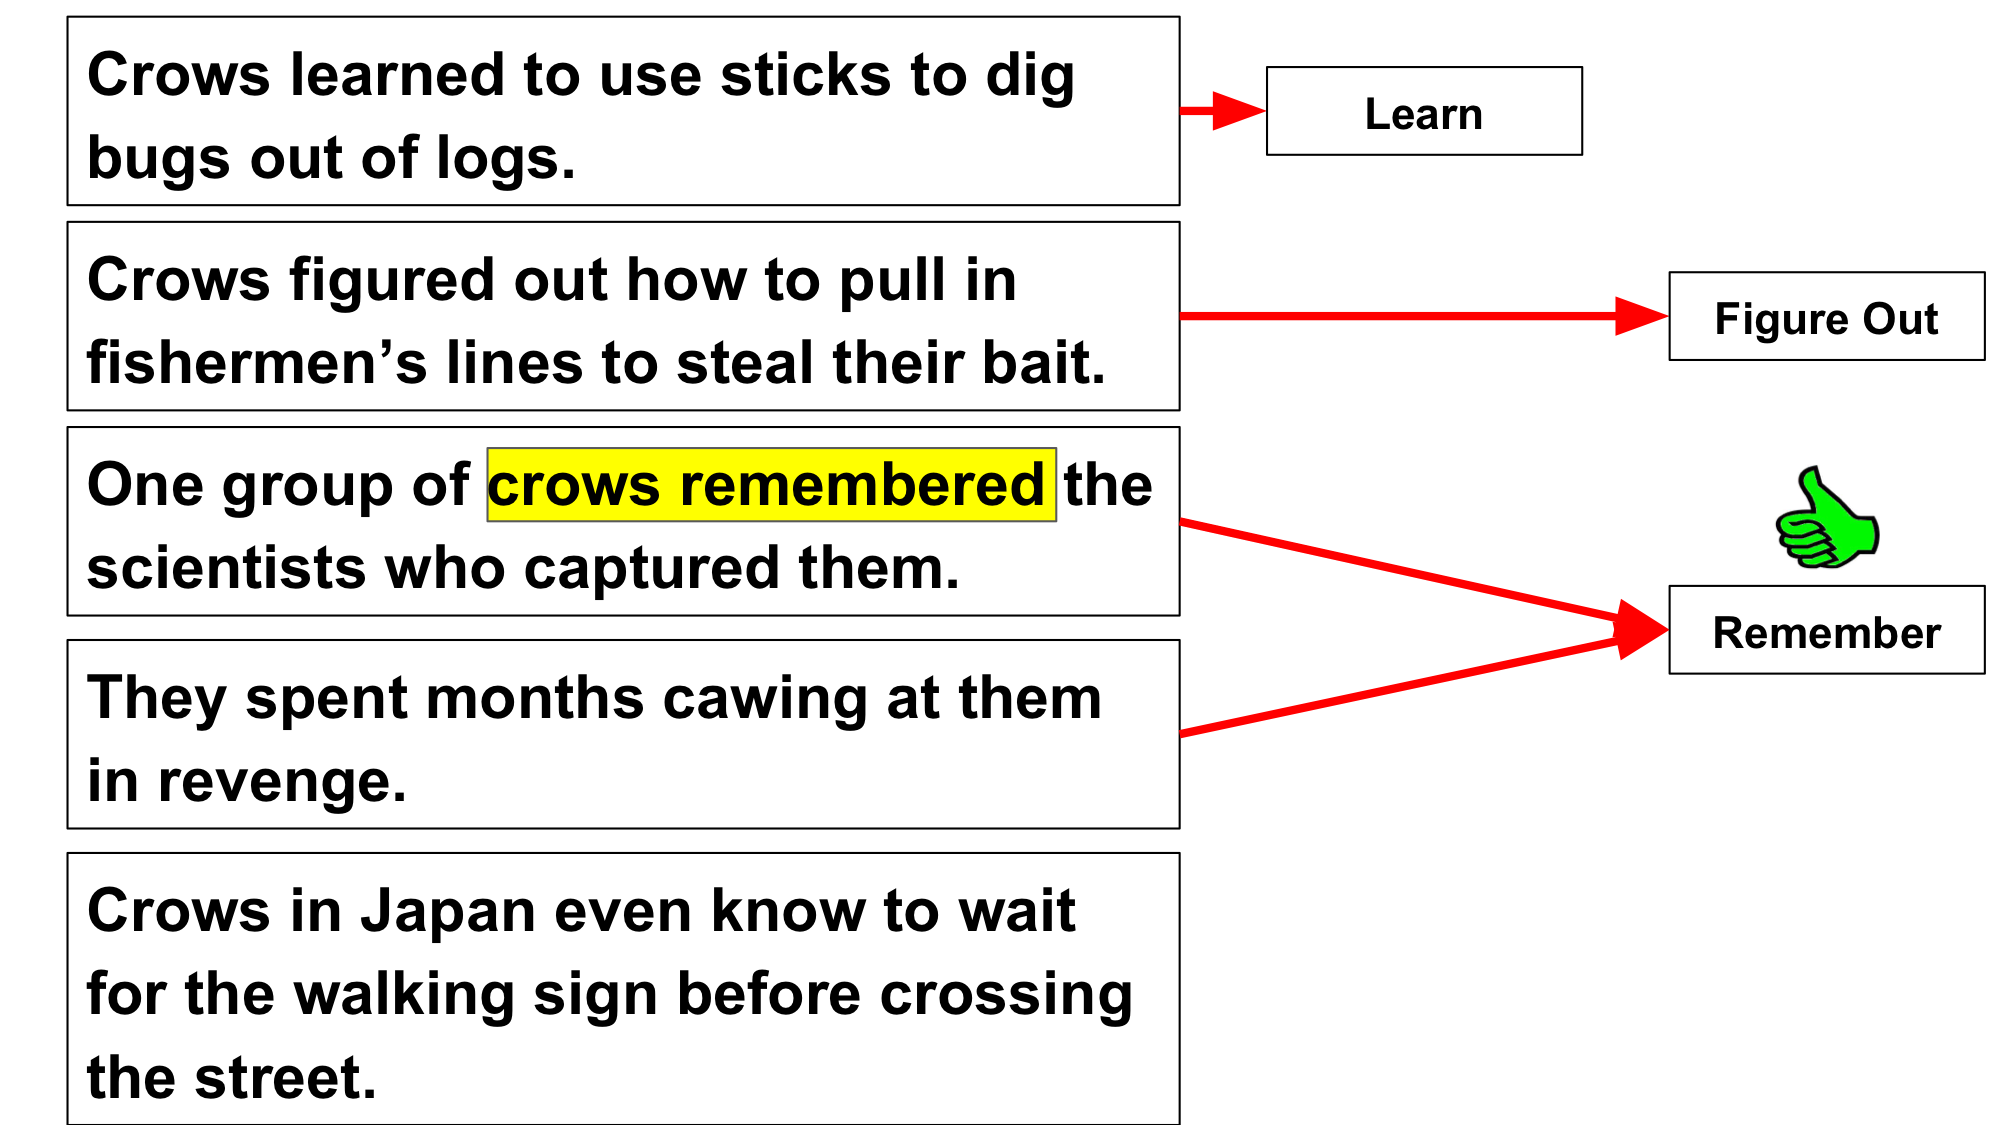 Crows learned to use sticks to dig
bugs out of logs.
Learn
Crows figured out how to pull in
fishermen’s lines to steal their bait.
Figure Out
One group of crows remembered the
scientists who captured them.
Remember
They spent months cawing at them
in revenge.
Crows in Japan even know to wait
for the walking sign before crossing
the street.